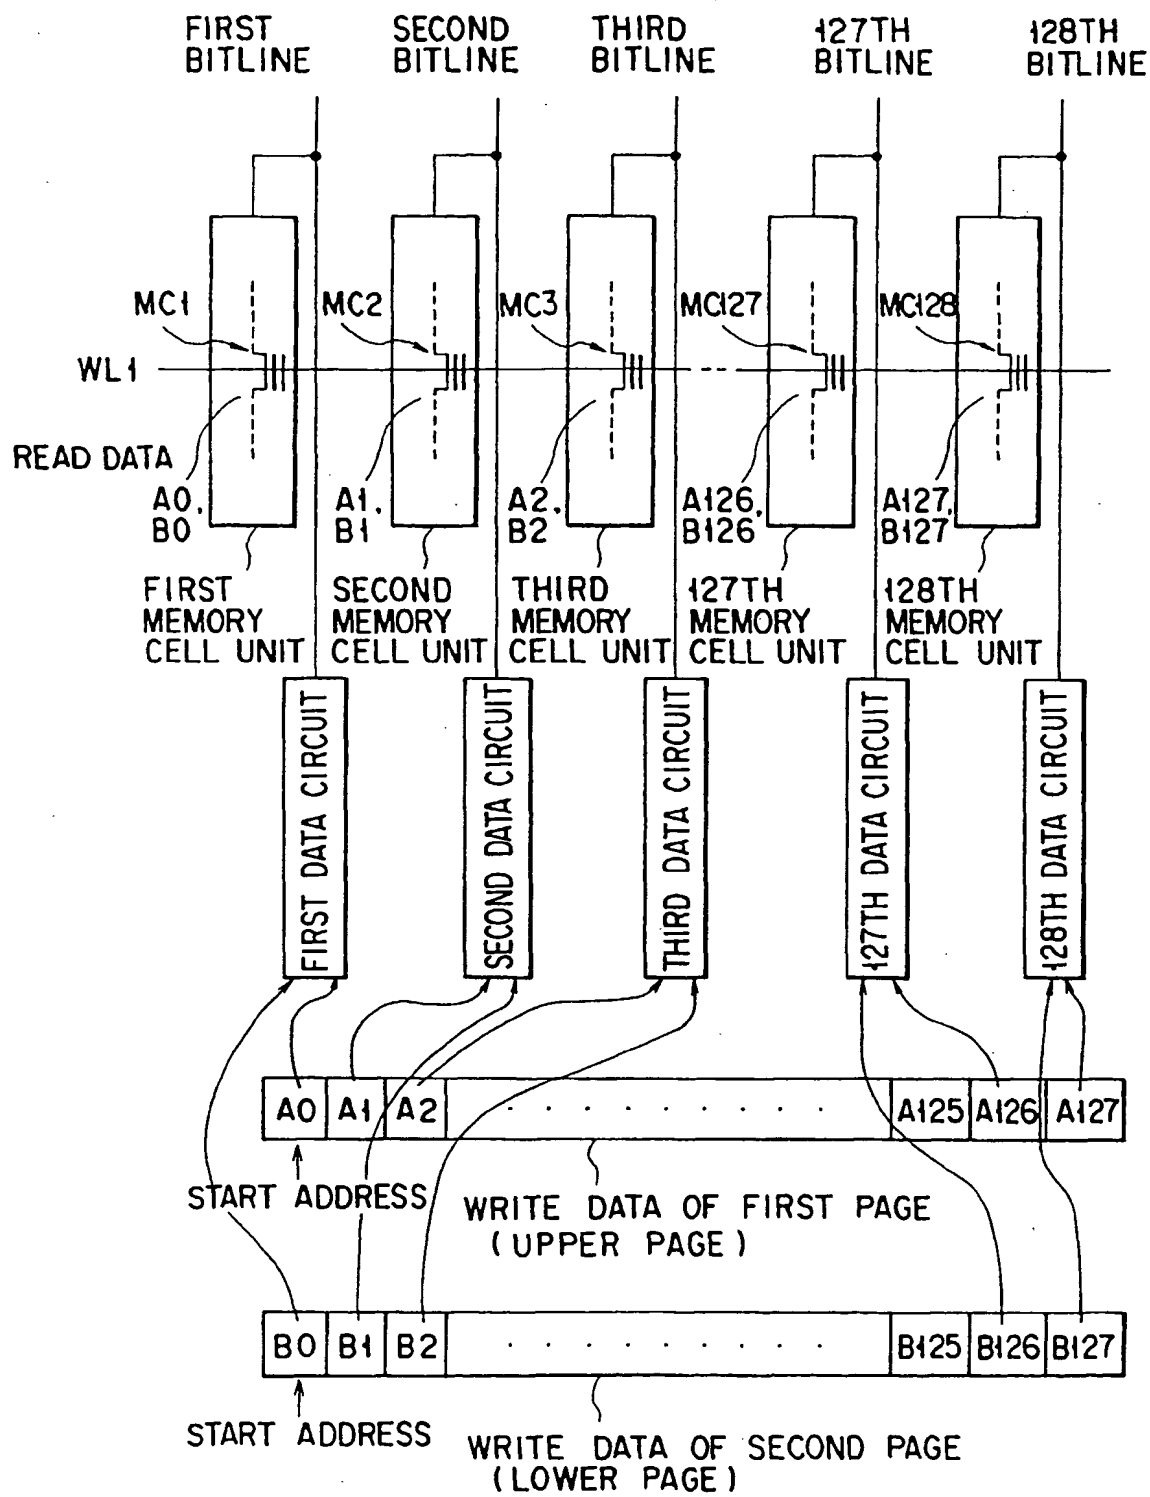 FIRST BITLINE
SECOND BITLINE
THIRD BITLINE
127TH BITLINE
128TH BITLINE
MC1
MC2
MC3
MC127
MC128
WL1
READ DATA
A0, B0
A1, B1
A2, B2
A126, B126
A127, B127
FIRST MEMORY CELL UNIT
SECOND MEMORY CELL UNIT
THIRD MEMORY CELL UNIT
127TH MEMORY CELL UNIT
128TH MEMORY CELL UNIT
FIRST DATA CIRCUIT
SECOND DATA CIRCUIT
THIRD DATA CIRCUIT
127TH DATA CIRCUIT
128TH DATA CIRCUIT
A0 A1 A2 . . . . . . . . . . A125 A126 A127
START ADDRESS
WRITE DATA OF FIRST PAGE
(UPPER PAGE)
B0 B1 B2 . . . . . . . . . . B125 B126 B127
START ADDRESS
WRITE DATA OF SECOND PAGE
(LOWER PAGE)